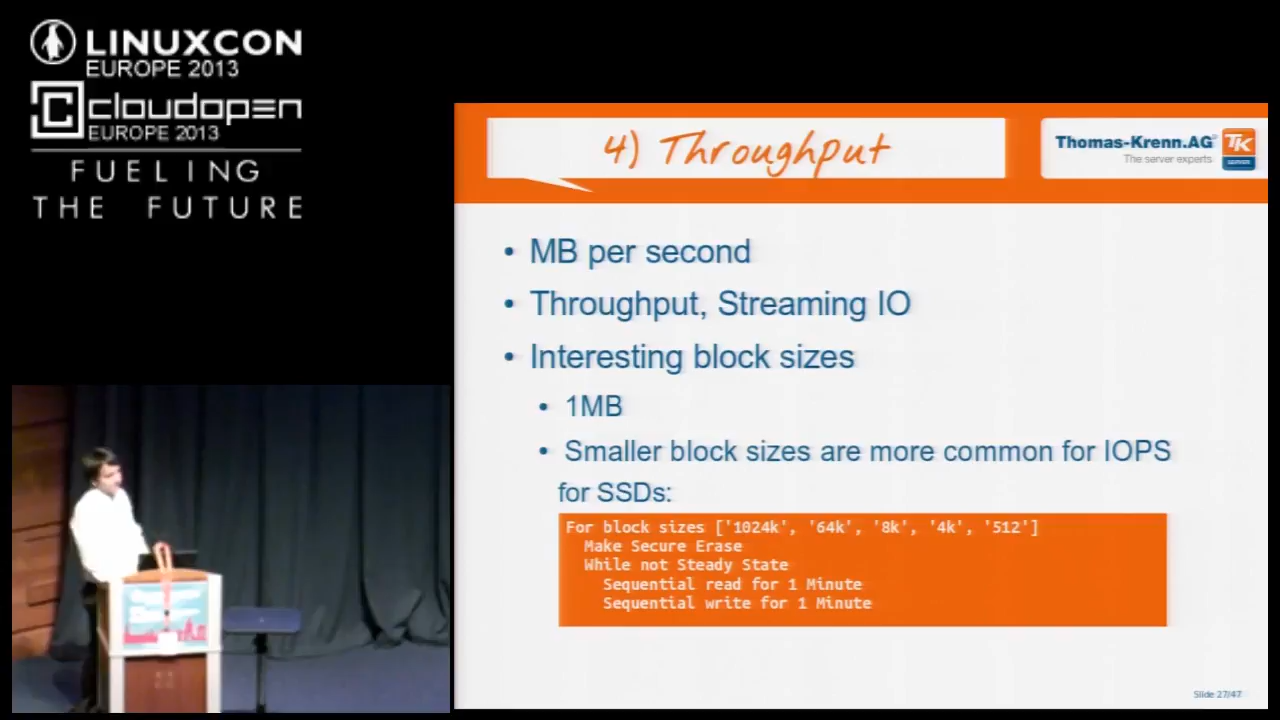 LINUXCON
EUROPE 2013
cloudopen
EUROPE 2013
FUELING
THE FUTURE
4) Throughput
Thomas-Krenn.AG®
The server experts.
TK
SERVER
• MB per second
• Throughput, Streaming IO
• Interesting block sizes
• 1MB
• Smaller block sizes are more common for IOPS
for SSDs:
For block sizes ['1024k', '64k', '8k', '4k', '512']
Make Secure Erase
While not Steady State
Sequential read for 1 Minute
Sequential write for 1 Minute
Slide 27/47